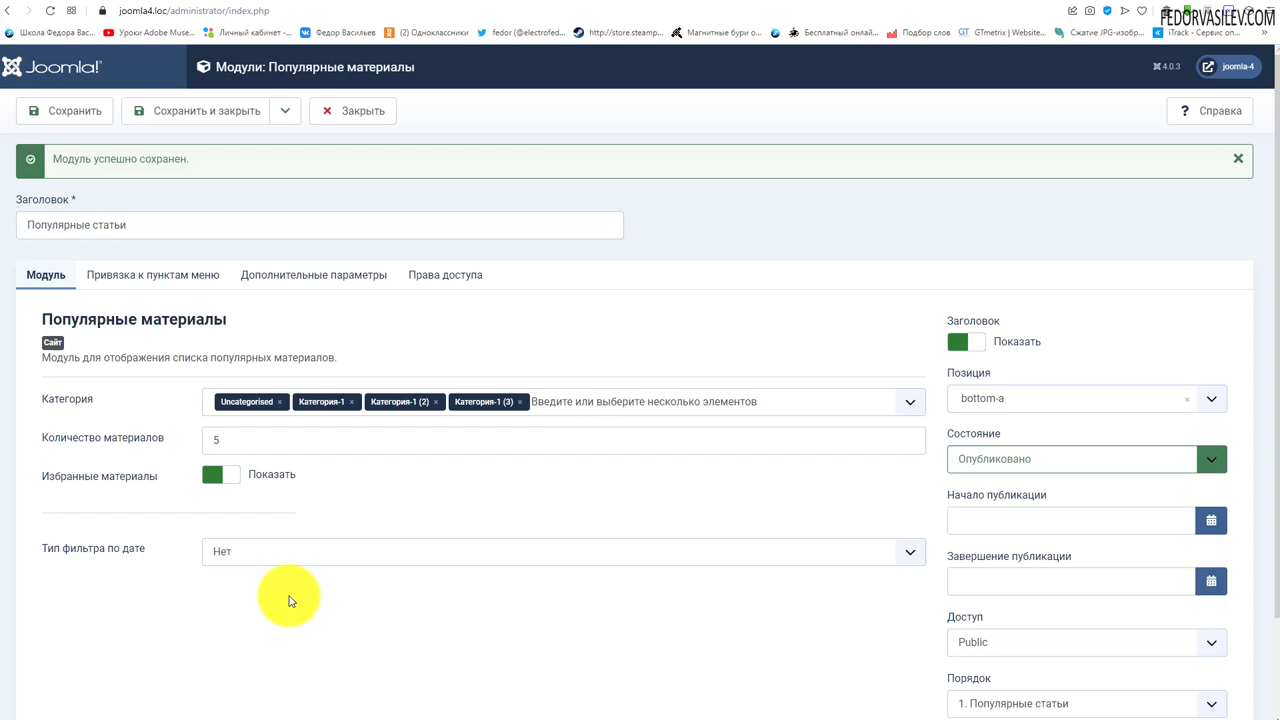 joomla4.loc/administrator/index.php
FEDORVASILEV.COM
Школа Федора Вас... Уроки Adobe Muse... Личный кабинет -... Федор Васильев (2) Одноклассники fedor (@electrofed... http://store.steamp... Магнитные бури о... Бесплатный онлай... Подбор слов GTmetrix | Website... Сжатие JPG-изобр... iTrack - Сервис оп...
Joomla!
Модули: Популярные материалы
4.0.3
joomla-4
Сохранить
Сохранить и закрыть
Закрыть
? Справка
Модуль успешно сохранен.
Заголовок *
Популярные статьи
Модуль Привязка к пунктам меню Дополнительные параметры Права доступа
Популярные материалы
Сайт
Модуль для отображения списка популярных материалов.
Категория
Uncategorised × Категория-1 × Категория-1 (2) × Категория-1 (3) × Введите или выберите несколько элементов
Количество материалов
5
Избранные материалы
Показать
Тип фильтра по дате
Нет
Заголовок
Показать
Позиция
bottom-a ×
Состояние
Опубликовано
Начало публикации
Завершение публикации
Доступ
Public
Порядок
1. Популярные статьи